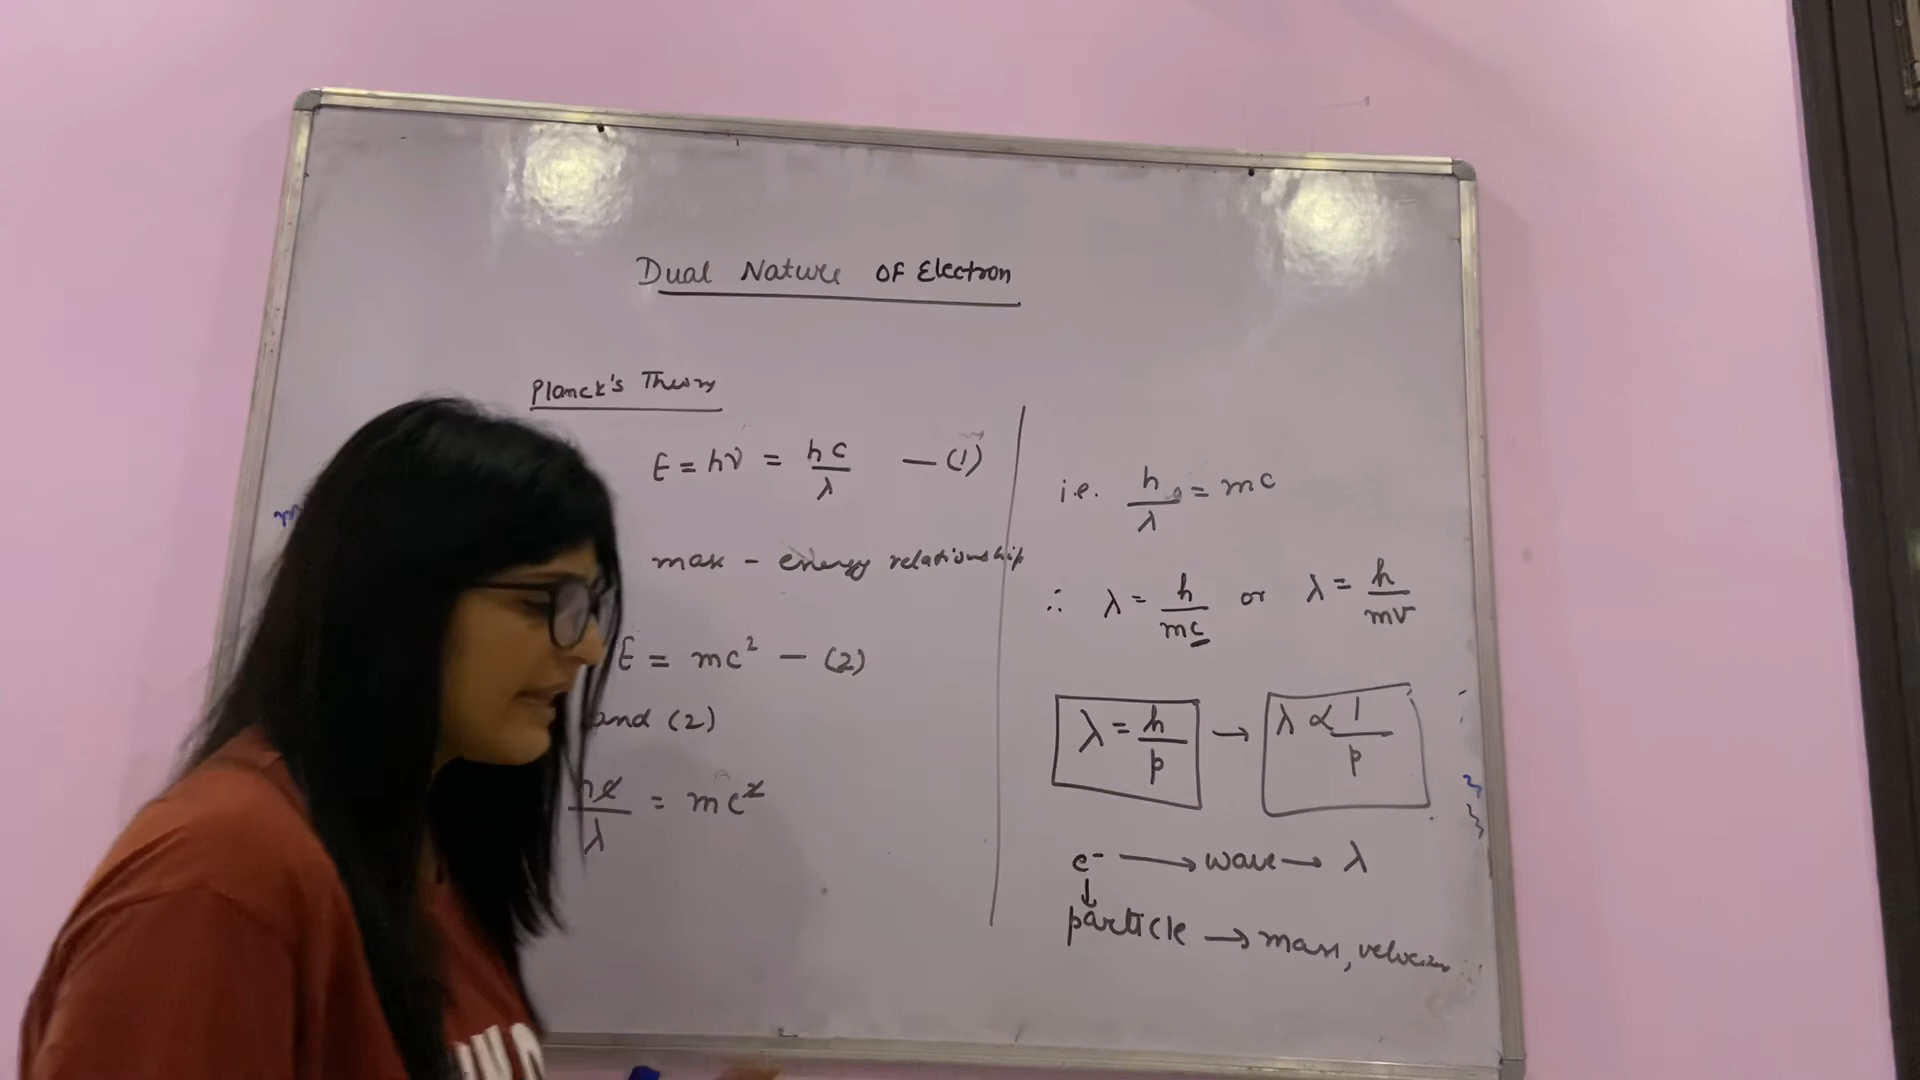 Dual Nature OF Electron
Planck's Theory
E = hν = hc/λ — (1)
mass – energy relationship
E = mc² — (2)
and (2)
hc/λ = mc²
i.e. h/λ = mc
∴ λ = h/mc or λ = h/mv
λ = h/p → λ ∝ 1/p
e⁻ → wave → λ
↓
particle → mass, velocity